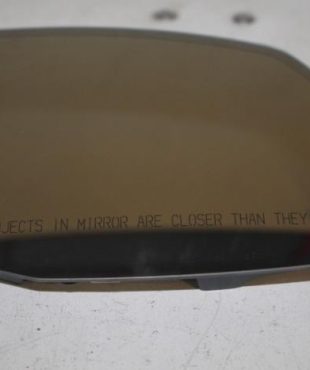 JECTS IN MIRROR ARE CLOSER THAN THEY